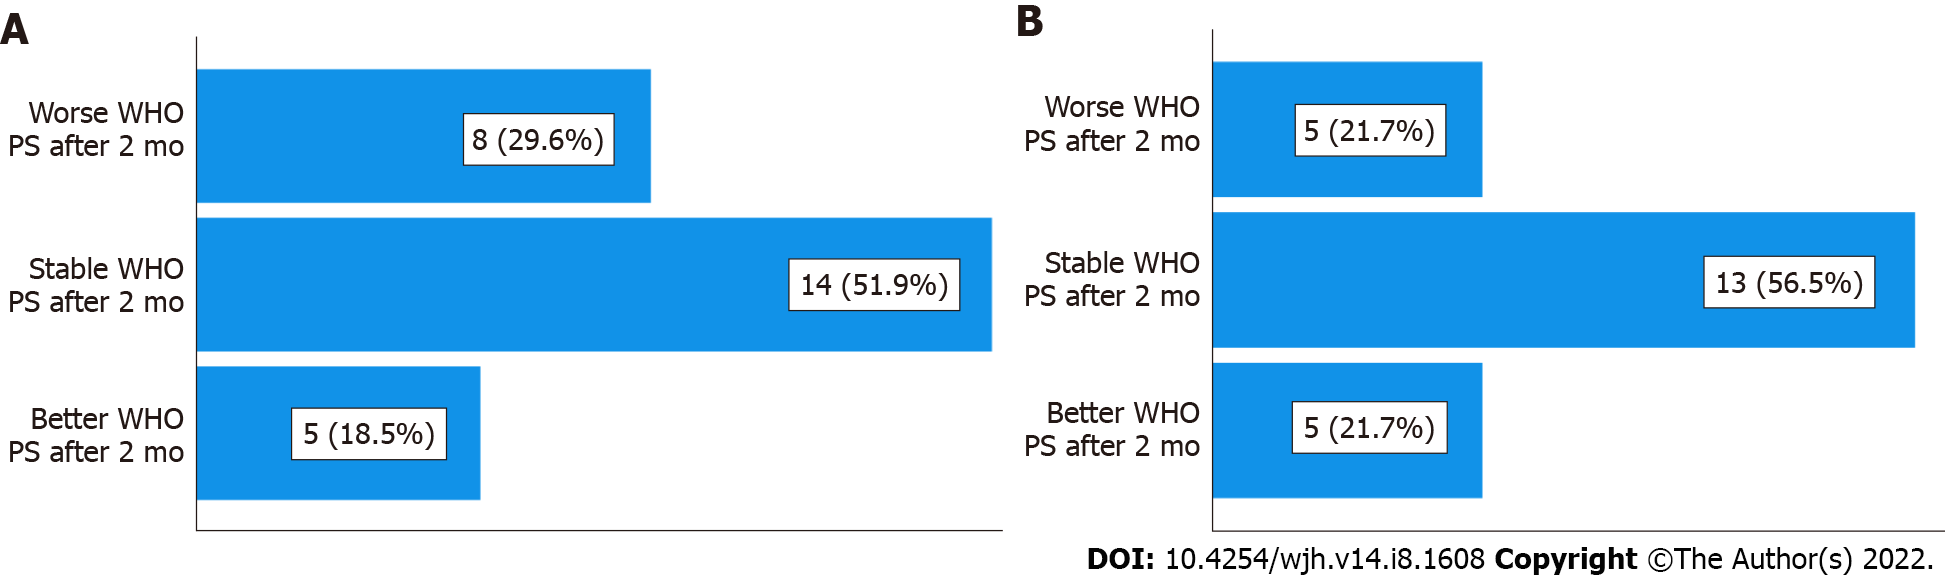 A
Worse WHO
PS after 2 mo
8 (29.6%)
Stable WHO
PS after 2 mo
14 (51.9%)
Better WHO
PS after 2 mo
5 (18.5%)
B
Worse WHO
PS after 2 mo
5 (21.7%)
Stable WHO
PS after 2 mo
13 (56.5%)
Better WHO
PS after 2 mo
5 (21.7%)
DOI: 10.4254/wjh.v14.i8.1608 Copyright ©The Author(s) 2022.